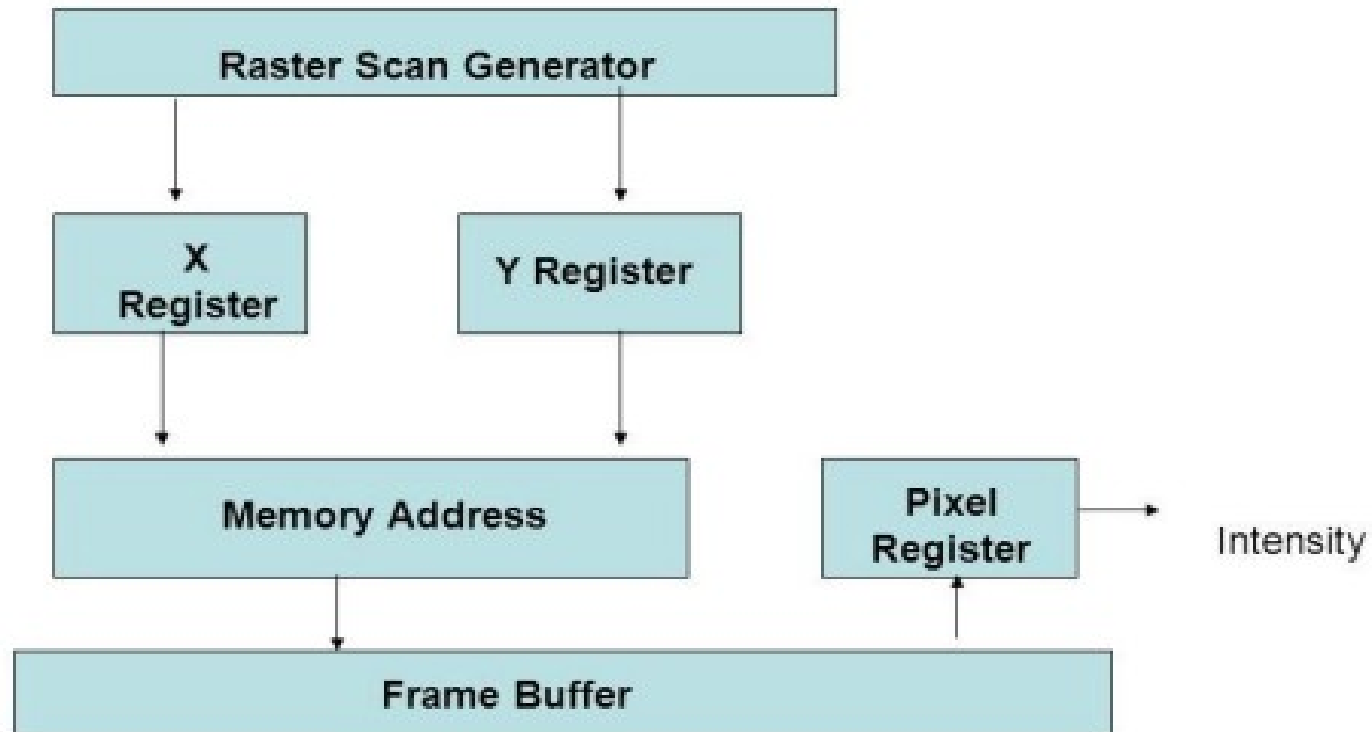 Raster Scan Generator
X
Register
Y Register
Memory Address
Pixel
Register
Intensity
Frame Buffer